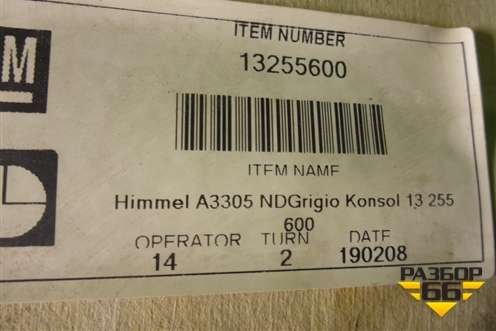 ITEM NUMBER
13255600
M
ITEM NAME
Himmel A3305 NDGrigio Konsol 13 255
600
OPERATOR TURN DATE
14 2 190208
РАЗБОР
66